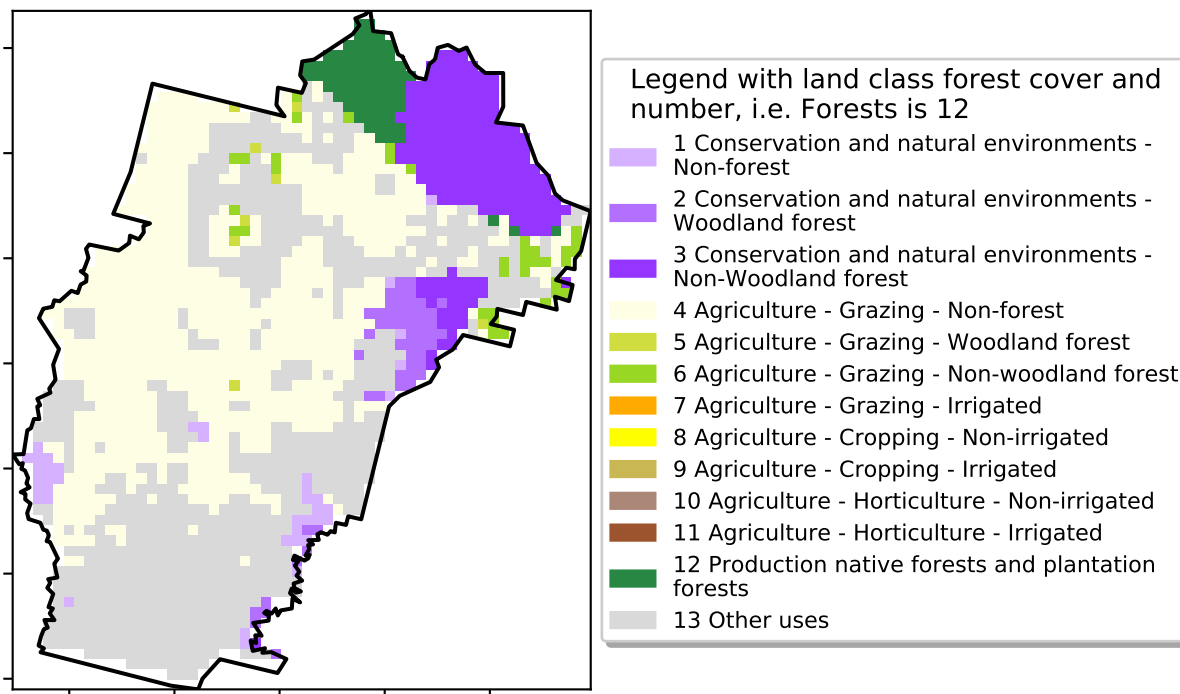 Legend with land class forest cover and
number, i.e. Forests is 12
1 Conservation and natural environments -
Non-forest
2 Conservation and natural environments -
Woodland forest
3 Conservation and natural environments -
Non-Woodland forest
4 Agriculture - Grazing - Non-forest
5 Agriculture - Grazing - Woodland forest
6 Agriculture - Grazing - Non-woodland forest
7 Agriculture - Grazing - Irrigated
8 Agriculture - Cropping - Non-irrigated
9 Agriculture - Cropping - Irrigated
10 Agriculture - Horticulture - Non-irrigated
11 Agriculture - Horticulture - Irrigated
12 Production native forests and plantation
forests
13 Other uses